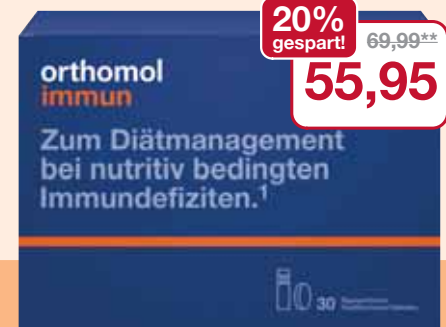 20%
gespart!
69,99**
55,95
orthomol
immun
Zum Diätmanagement
bei nutritiv bedingten
Immundefiziten.¹
30